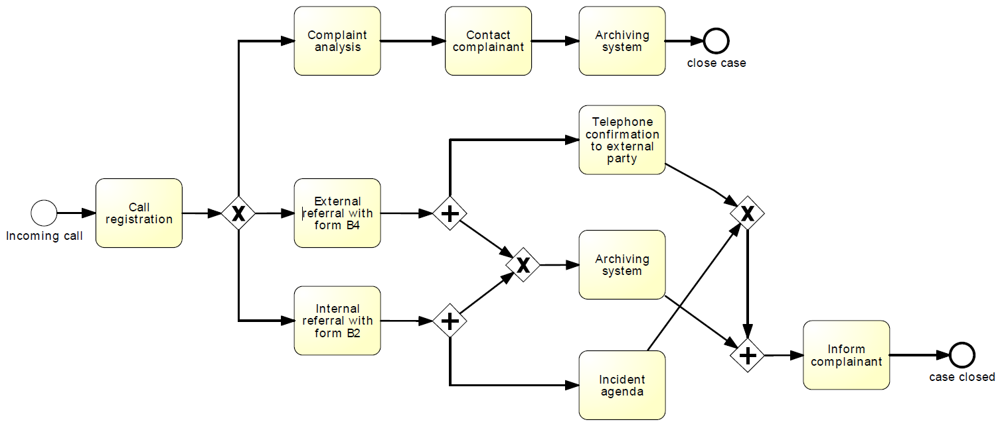 Complaint
analysis
Contact
complainant
Archiving
system
close case
Telephone
confirmation
to external
party
Call
registration
Incoming call
X
External
referral with
form B4
+
X
X
Archiving
system
Internal
referral with
form B2
+
Incident
agenda
+
Inform
complainant
case closed